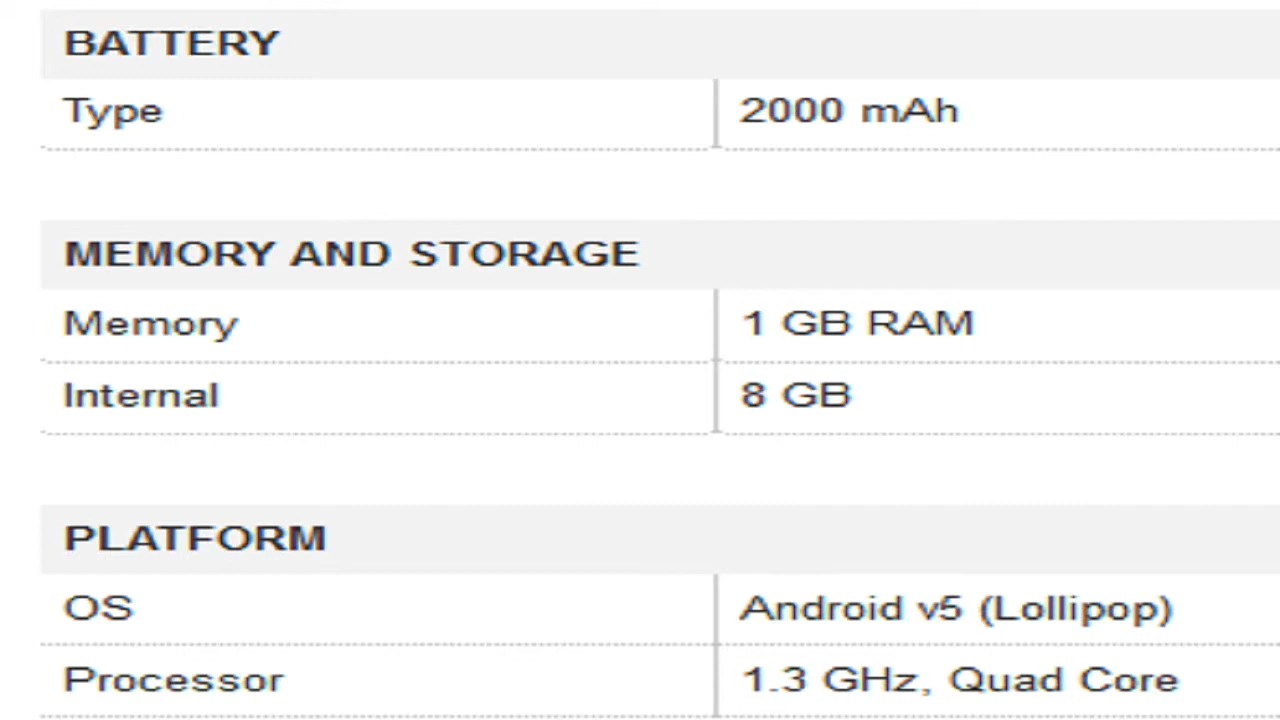 BATTERY
Type 2000 mAh
MEMORY AND STORAGE
Memory 1 GB RAM
Internal 8 GB
PLATFORM
OS Android v5 (Lollipop)
Processor 1.3 GHz, Quad Core